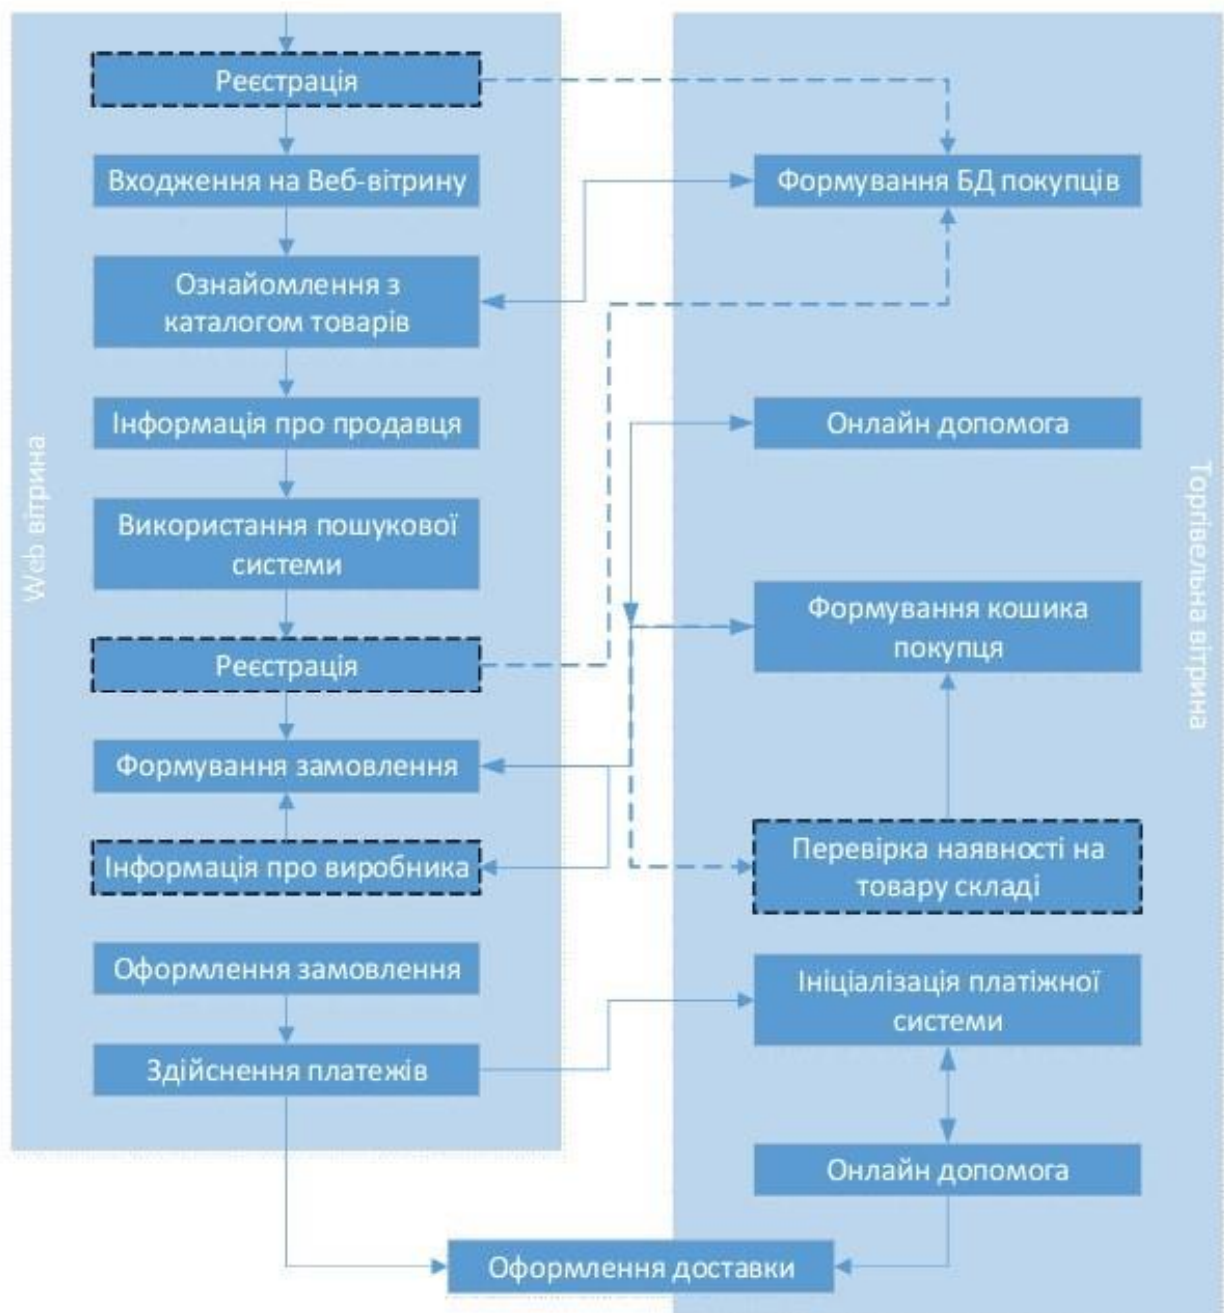 Реєстрація
Входження на Веб-вітрину
Ознайомлення з
каталогом товарів
Інформація про продавця
Використання пошукової
системи
Реєстрація
Формування замовлення
Інформація про виробника
Оформлення замовлення
Здійснення платежів
Web вітрина
Формування БД покупців
Онлайн допомога
Формування кошика
покупця
Перевірка наявності на
товару складі
Ініціалізація платіжної
системи
Онлайн допомога
Торгівельна вітрина
Оформлення доставки